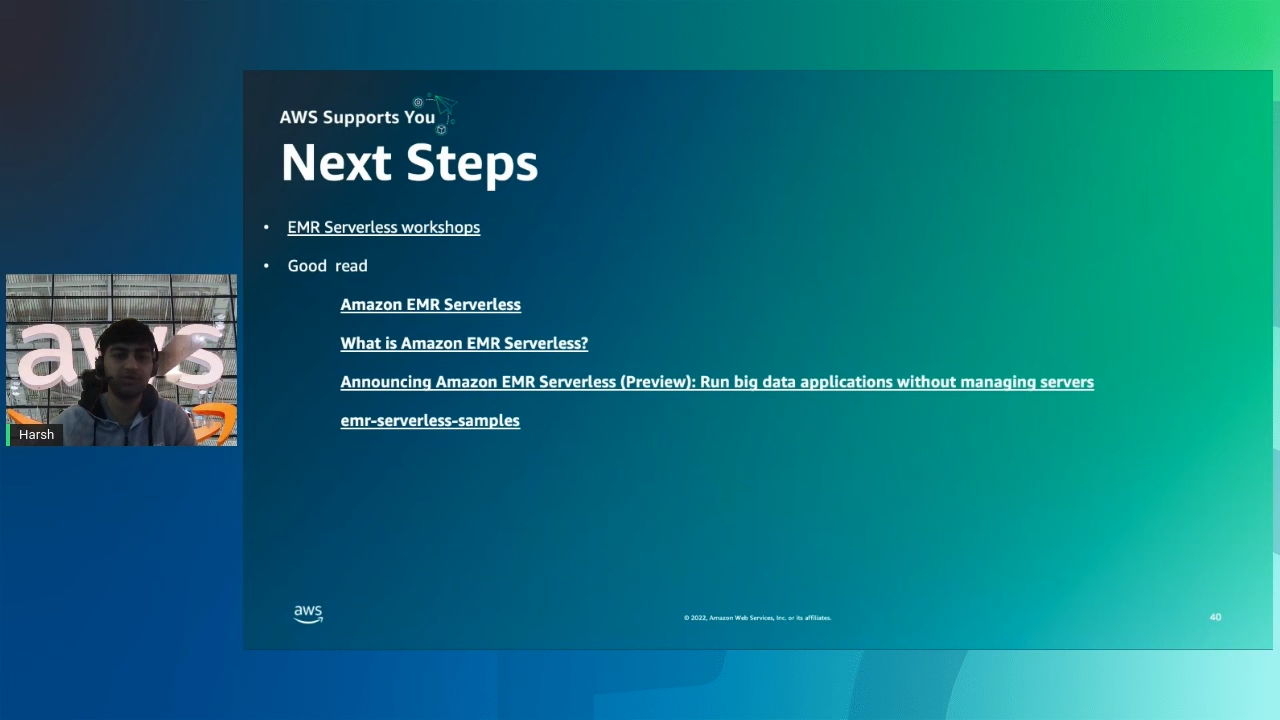 AWS Supports You
Next Steps
• EMR Serverless workshops
• Good read
Amazon EMR Serverless
What is Amazon EMR Serverless?
Announcing Amazon EMR Serverless (Preview): Run big data applications without managing servers
emr-serverless-samples
aws
Harsh
aws
© 2022, Amazon Web Services, Inc. or its affiliates.
40